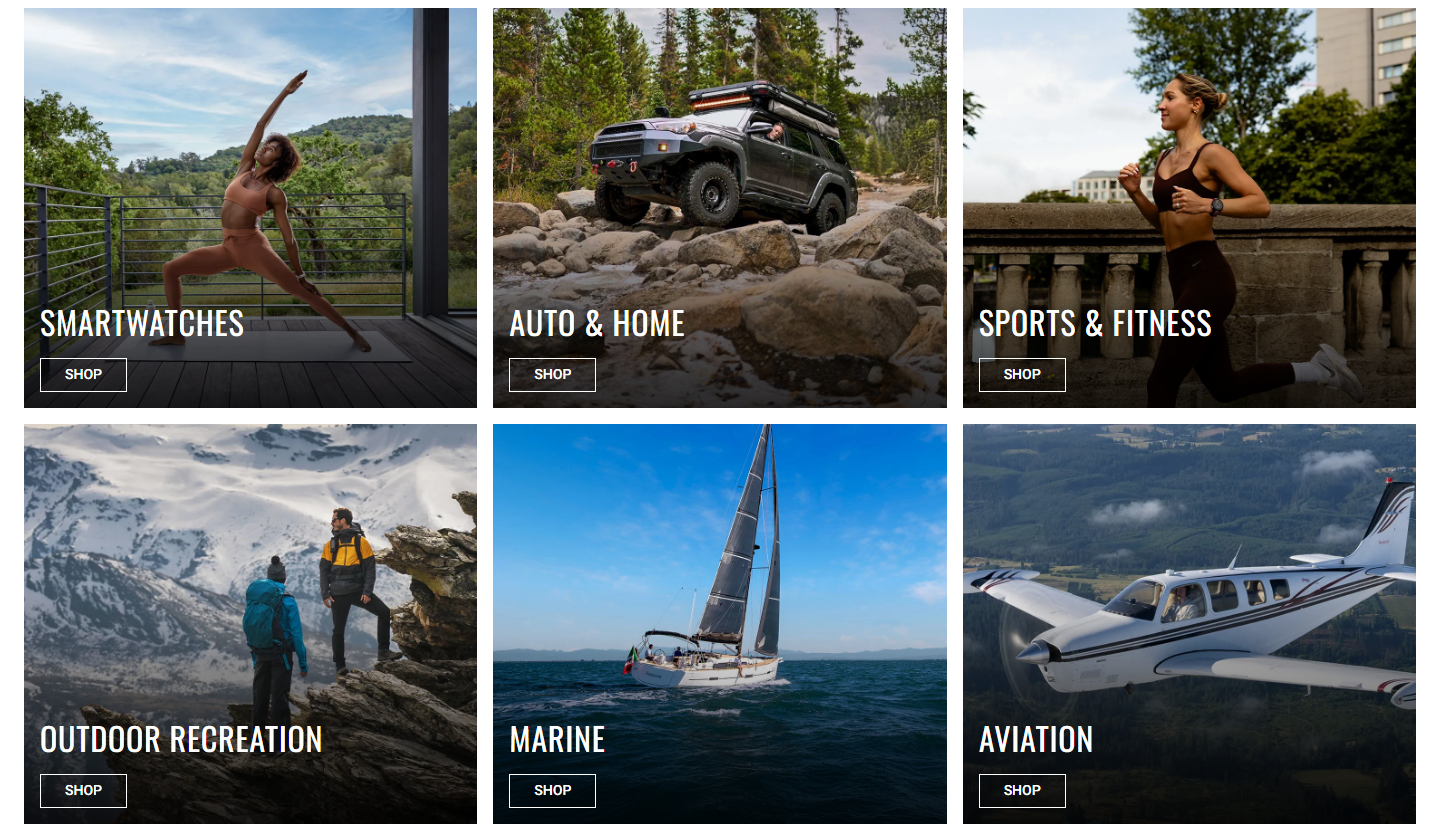 SMARTWATCHES
SHOP
AUTO & HOME
SHOP
SPORTS & FITNESS
SHOP
OUTDOOR RECREATION
SHOP
MARINE
SHOP
AVIATION
SHOP